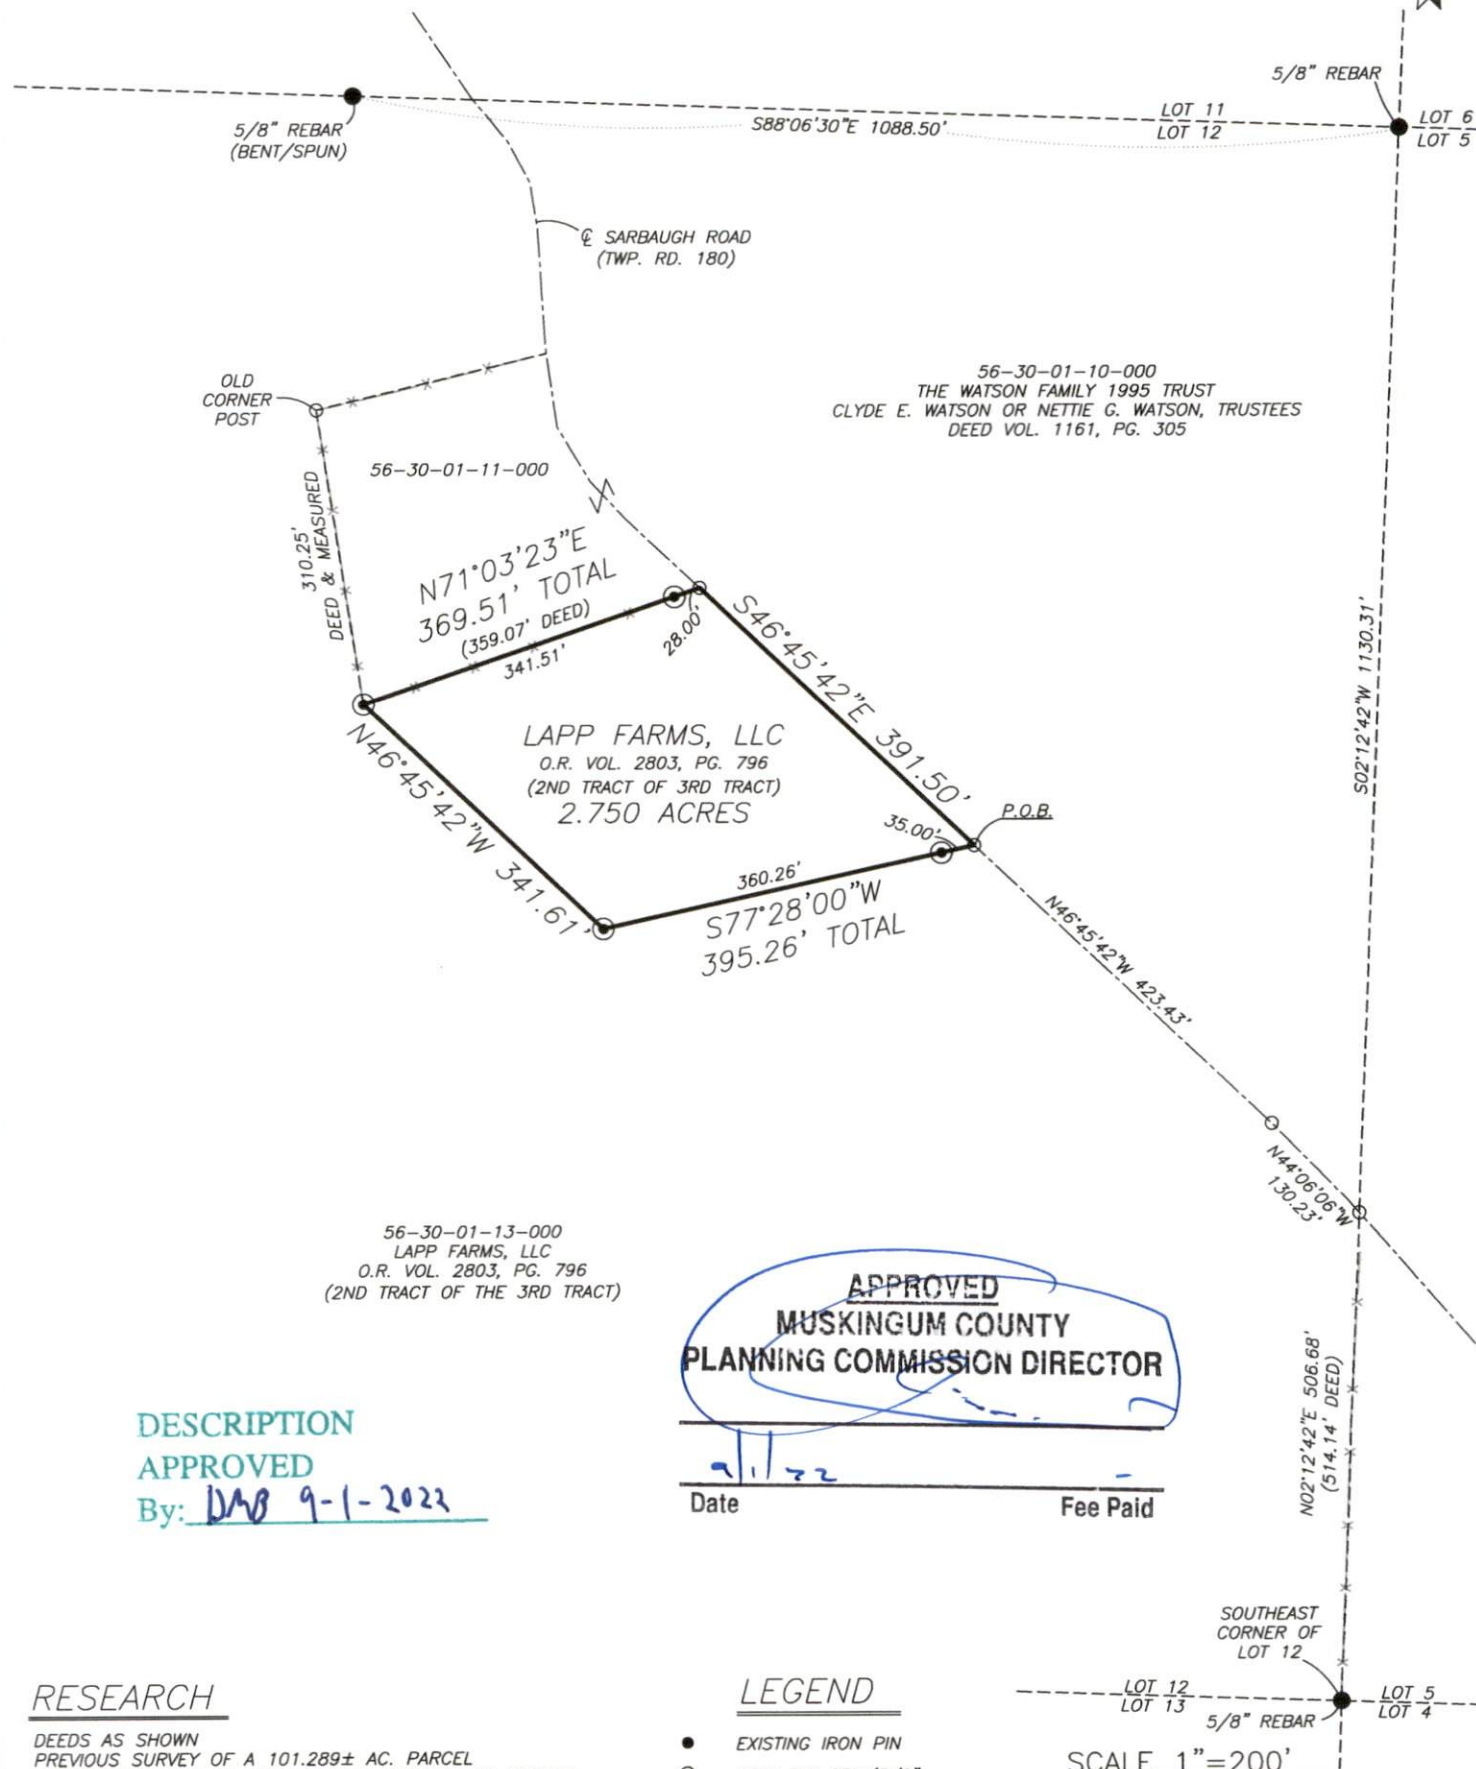 5/8" REBAR
LOT 11
LOT 12
LOT 6
LOT 5
5/8" REBAR
(BENT/SPUN)
S88°06'30"E 1088.50'
℄ SARBAUGH ROAD
(TWP. RD. 180)
OLD
CORNER
POST
56-30-01-10-000
THE WATSON FAMILY 1995 TRUST
CLYDE E. WATSON OR NETTIE G. WATSON, TRUSTEES
DEED VOL. 1161, PG. 305
56-30-01-11-000
310.25'
DEED & MEASURED
N71°03'23"E
369.51' TOTAL
(359.07' DEED)
341.51'
28.00'
S46°45'42"E 391.50'
S02°12'42"W 1130.31'
LAPP FARMS, LLC
O.R. VOL. 2803, PG. 796
(2ND TRACT OF 3RD TRACT)
2.750 ACRES
N46°45'42"W 341.61'
35.00'
P.O.B.
360.26'
S77°28'00"W
395.26' TOTAL
N46°45'42"W 423.43'
N44°06'06"W
130.23'
56-30-01-13-000
LAPP FARMS, LLC
O.R. VOL. 2803, PG. 796
(2ND TRACT OF THE 3RD TRACT)
APPROVED
MUSKINGUM COUNTY
PLANNING COMMISSION DIRECTOR
9/1/22
Date
Fee Paid
DESCRIPTION
APPROVED
By: DMB 9-1-2022
N02°12'42"E 506.68'
(514.14' DEED)
SOUTHEAST
CORNER OF
LOT 12
LOT 12
LOT 13
LOT 5
LOT 4
5/8" REBAR
RESEARCH
DEEDS AS SHOWN
PREVIOUS SURVEY OF A 101.289± AC. PARCEL
LEGEND
EXISTING IRON PIN
SCALE 1"=200'